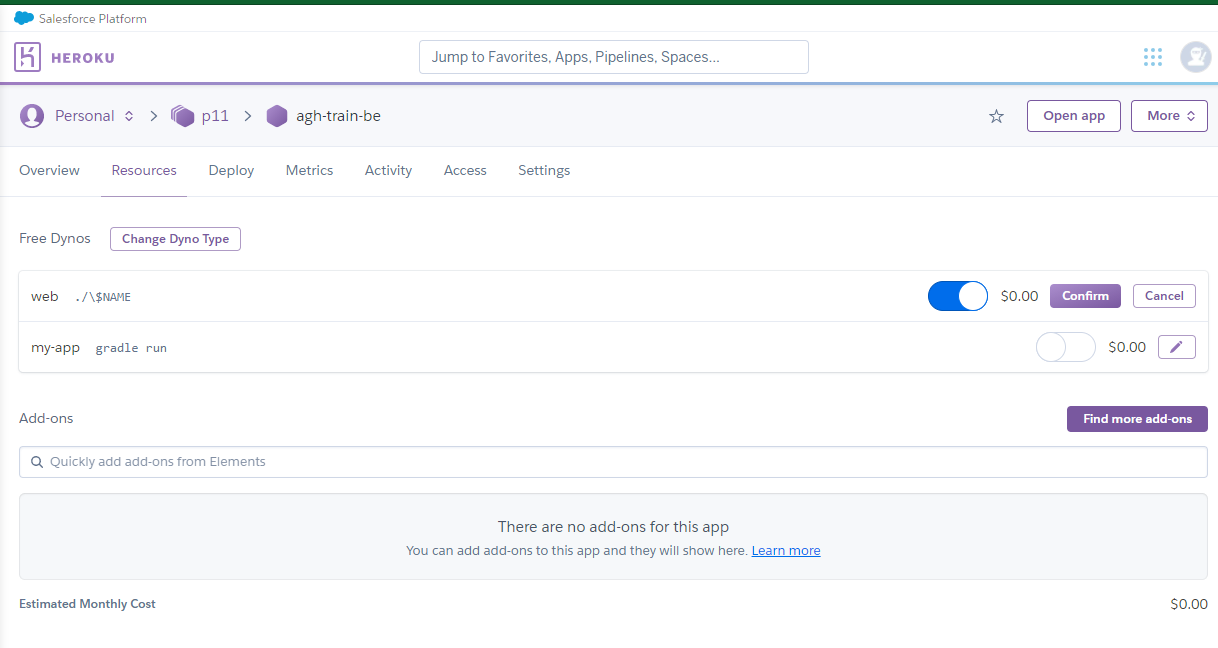 Salesforce Platform
HEROKU
Jump to Favorites, Apps, Pipelines, Spaces...
Personal p11 agh-train-be
Open app More
Overview Resources Deploy Metrics Activity Access Settings
Free Dynos Change Dyno Type
web ./\$NAME $0.00 Confirm Cancel
my-app gradle run $0.00
Add-ons Find more add-ons
Quickly add add-ons from Elements
There are no add-ons for this app
You can add add-ons to this app and they will show here. Learn more
Estimated Monthly Cost $0.00